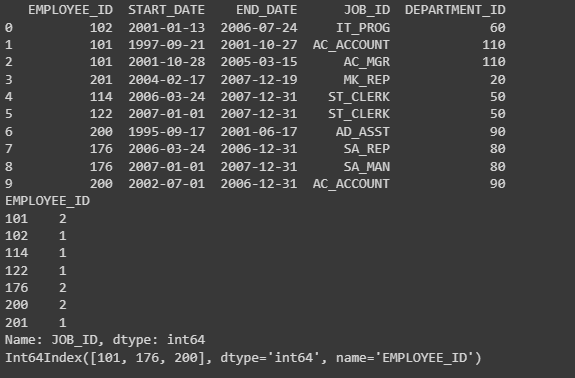 EMPLOYEE_ID START_DATE END_DATE JOB_ID DEPARTMENT_ID
0 102 2001-01-13 2006-07-24 IT_PROG 60
1 101 1997-09-21 2001-10-27 AC_ACCOUNT 110
2 101 2001-10-28 2005-03-15 AC_MGR 110
3 201 2004-02-17 2007-12-19 MK_REP 20
4 114 2006-03-24 2007-12-31 ST_CLERK 50
5 122 2007-01-01 2007-12-31 ST_CLERK 50
6 200 1995-09-17 2001-06-17 AD_ASST 90
7 176 2006-03-24 2006-12-31 SA_REP 80
8 176 2007-01-01 2007-12-31 SA_MAN 80
9 200 2002-07-01 2006-12-31 AC_ACCOUNT 90
EMPLOYEE_ID
101 2
102 1
114 1
122 1
176 2
200 2
201 1
Name: JOB_ID, dtype: int64
Int64Index([101, 176, 200], dtype='int64', name='EMPLOYEE_ID')